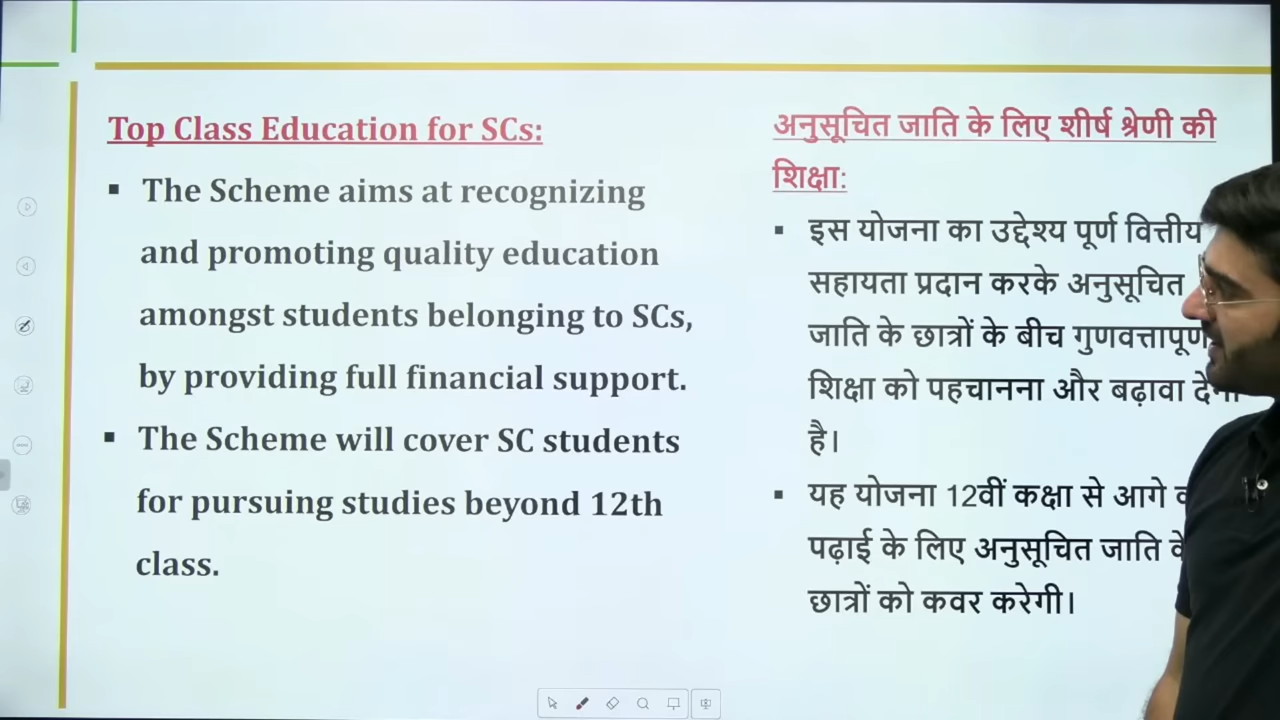 Top Class Education for SCs:
▪ The Scheme aims at recognizing
and promoting quality education
amongst students belonging to SCs,
by providing full financial support.
▪ The Scheme will cover SC students
for pursuing studies beyond 12th
class.
अनुसूचित जाति के लिए शीर्ष श्रेणी की
शिक्षा:
▪ इस योजना का उद्देश्य पूर्ण वित्तीय
सहायता प्रदान करके अनुसूचित
जाति के छात्रों के बीच गुणवत्तापूर्ण
शिक्षा को पहचानना और बढ़ावा देना
है।
▪ यह योजना 12वीं कक्षा से आगे
पढ़ाई के लिए अनुसूचित जाति
छात्रों को कवर करेगी।